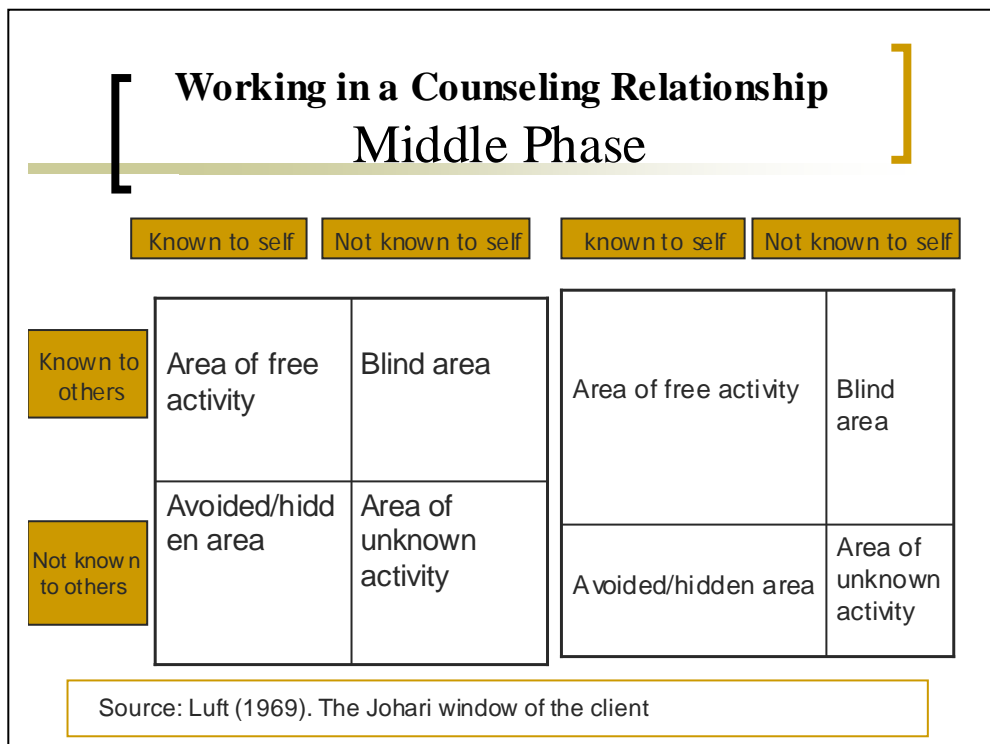 Working in a Counseling Relationship
Middle Phase
Known to self
Not known to self
known to self
Not known to self
Known to
others
Area of free
activity
Blind area
Area of free activity
Blind
area
Not known
to others
Avoided/hidd
en area
Area of
unknown
activity
Avoided/hidden area
Area of
unknown
activity
Source: Luft (1969). The Johari window of the client